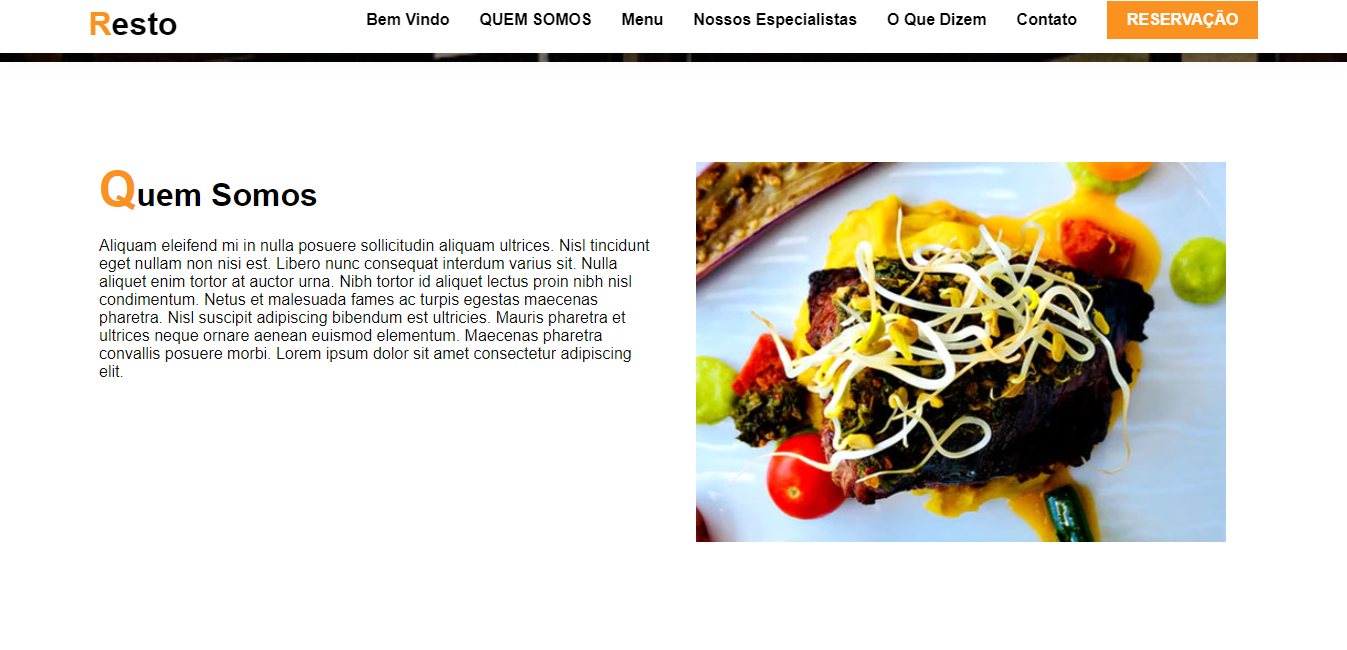 Resto
Bem Vindo QUEM SOMOS Menu Nossos Especialistas O Que Dizem Contato RESERVAÇÃO
Quem Somos
Aliquam eleifend mi in nulla posuere sollicitudin aliquam ultrices. Nisl tincidunt
eget nullam non nisi est. Libero nunc consequat interdum varius sit. Nulla
aliquet enim tortor at auctor urna. Nibh tortor id aliquet lectus proin nibh nisl
condimentum. Netus et malesuada fames ac turpis egestas maecenas
pharetra. Nisl suscipit adipiscing bibendum est ultricies. Mauris pharetra et
ultrices neque ornare aenean euismod elementum. Maecenas pharetra
convallis posuere morbi. Lorem ipsum dolor sit amet consectetur adipiscing
elit.